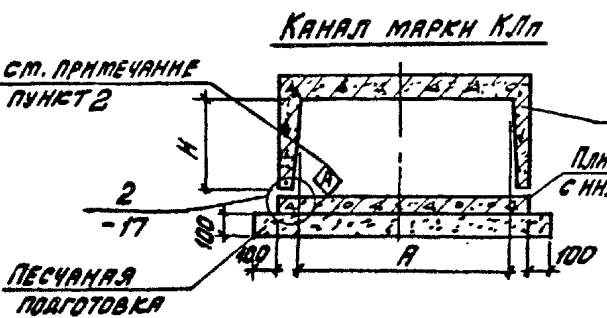 Канал марки КЛп
см. примечание
пункт 2
Н
А
2
-17
100
100
А
100
Песчаная
подготовка